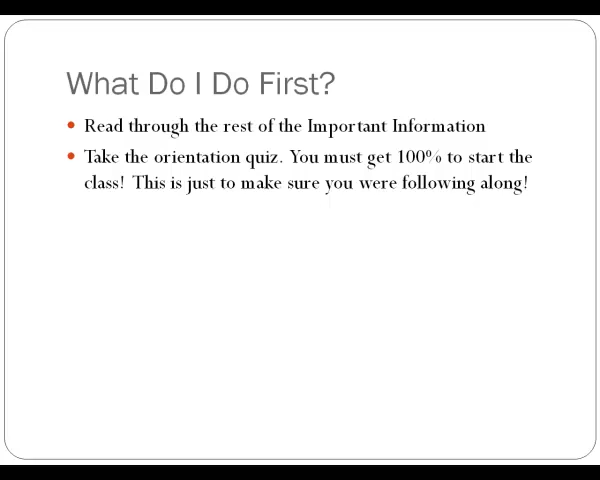 What Do I Do First?
• Read through the rest of the Important Information
• Take the orientation quiz. You must get 100% to start the
class! This is just to make sure you were following along!